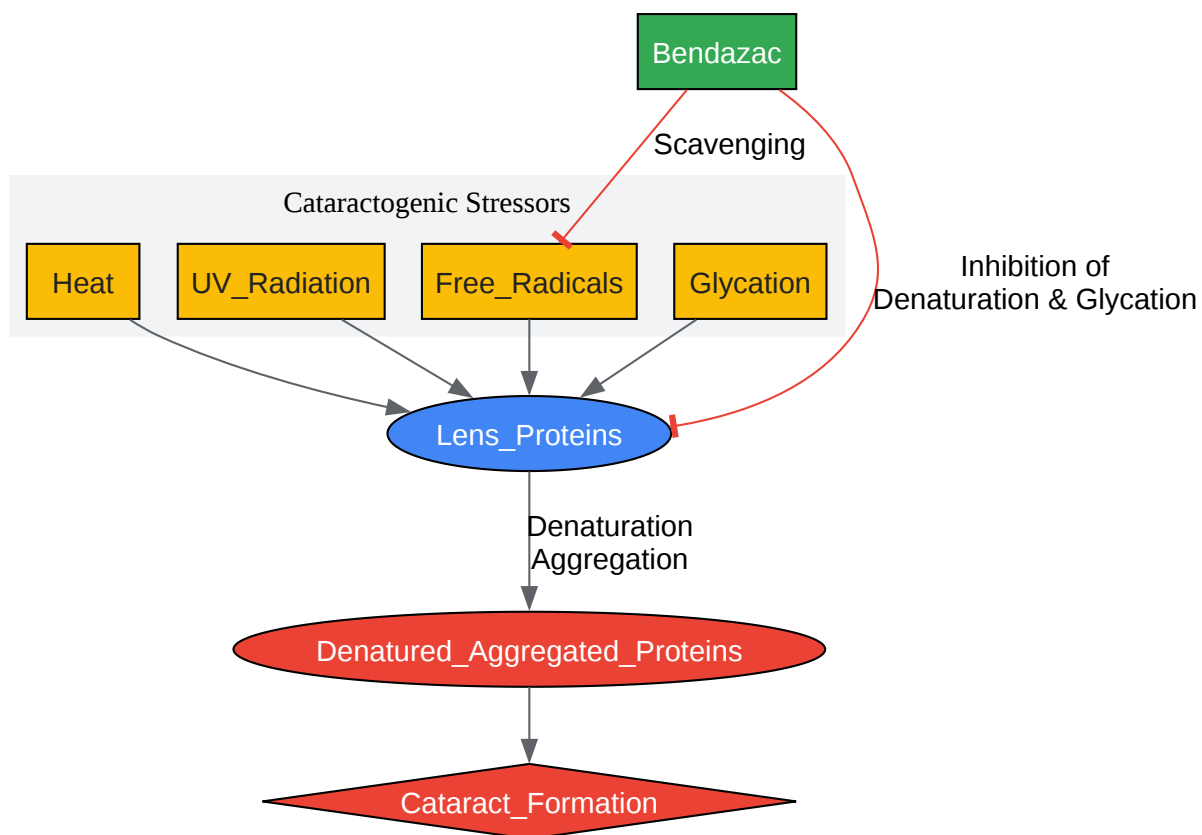 Bendazac
Scavenging
Cataractogenic Stressors
Heat
UV_Radiation
Free_Radicals
Glycation
Inhibition of
Denaturation & Glycation
Lens_Proteins
Denaturation
Aggregation
Denatured_Aggregated_Proteins
Cataract_Formation